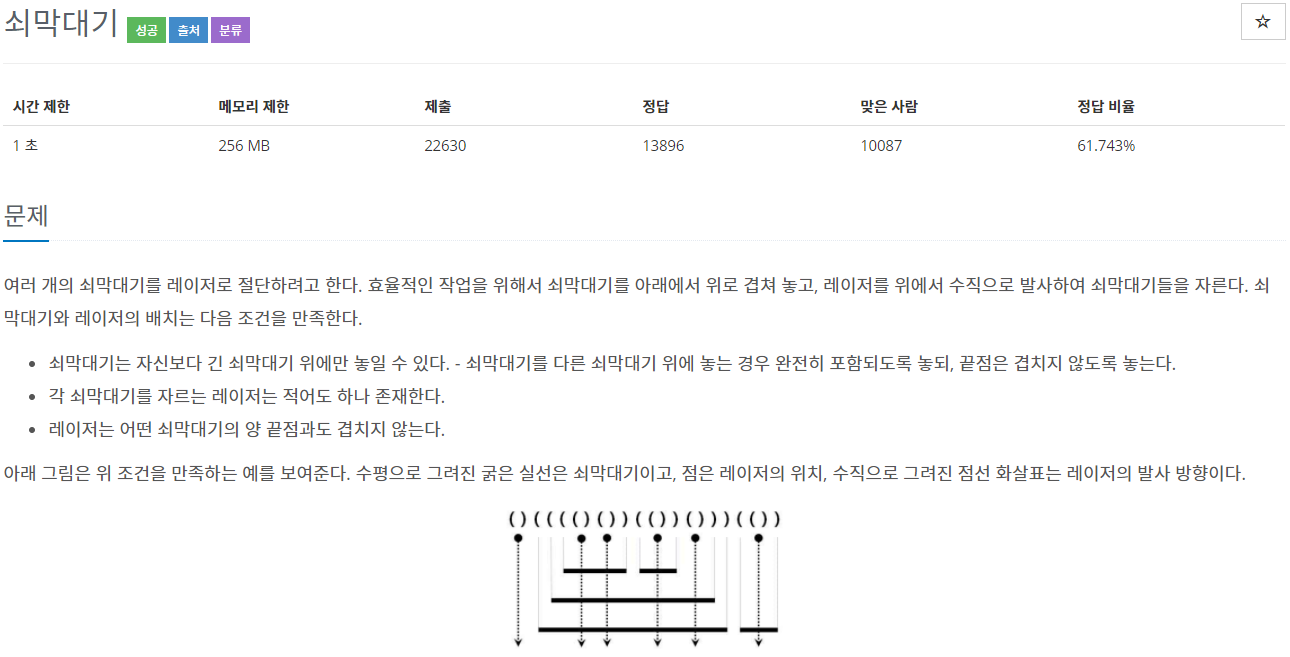 쇠막대기 성공 출처 분류
☆
시간 제한 메모리 제한 제출 정답 맞은 사람 정답 비율
1 초 256 MB 22630 13896 10087 61.743%
문제
여러 개의 쇠막대기를 레이저로 절단하려고 한다. 효율적인 작업을 위해서 쇠막대기를 아래에서 위로 겹쳐 놓고, 레이저를 위에서 수직으로 발사하여 쇠막대기들을 자른다. 쇠
막대기와 레이저의 배치는 다음 조건을 만족한다.
• 쇠막대기는 자신보다 긴 쇠막대기 위에만 놓일 수 있다. - 쇠막대기를 다른 쇠막대기 위에 놓는 경우 완전히 포함되도록 놓되, 끝점은 겹치지 않도록 놓는다.
• 각 쇠막대기를 자르는 레이저는 적어도 하나 존재한다.
• 레이저는 어떤 쇠막대기의 양 끝점과도 겹치지 않는다.
아래 그림은 위 조건을 만족하는 예를 보여준다. 수평으로 그려진 굵은 실선은 쇠막대기이고, 점은 레이저의 위치, 수직으로 그려진 점선 화살표는 레이저의 발사 방향이다.
( ) ( ( ( ( ) ( ) ) ( ( ) ) ( ) ) ) ( ( ) )